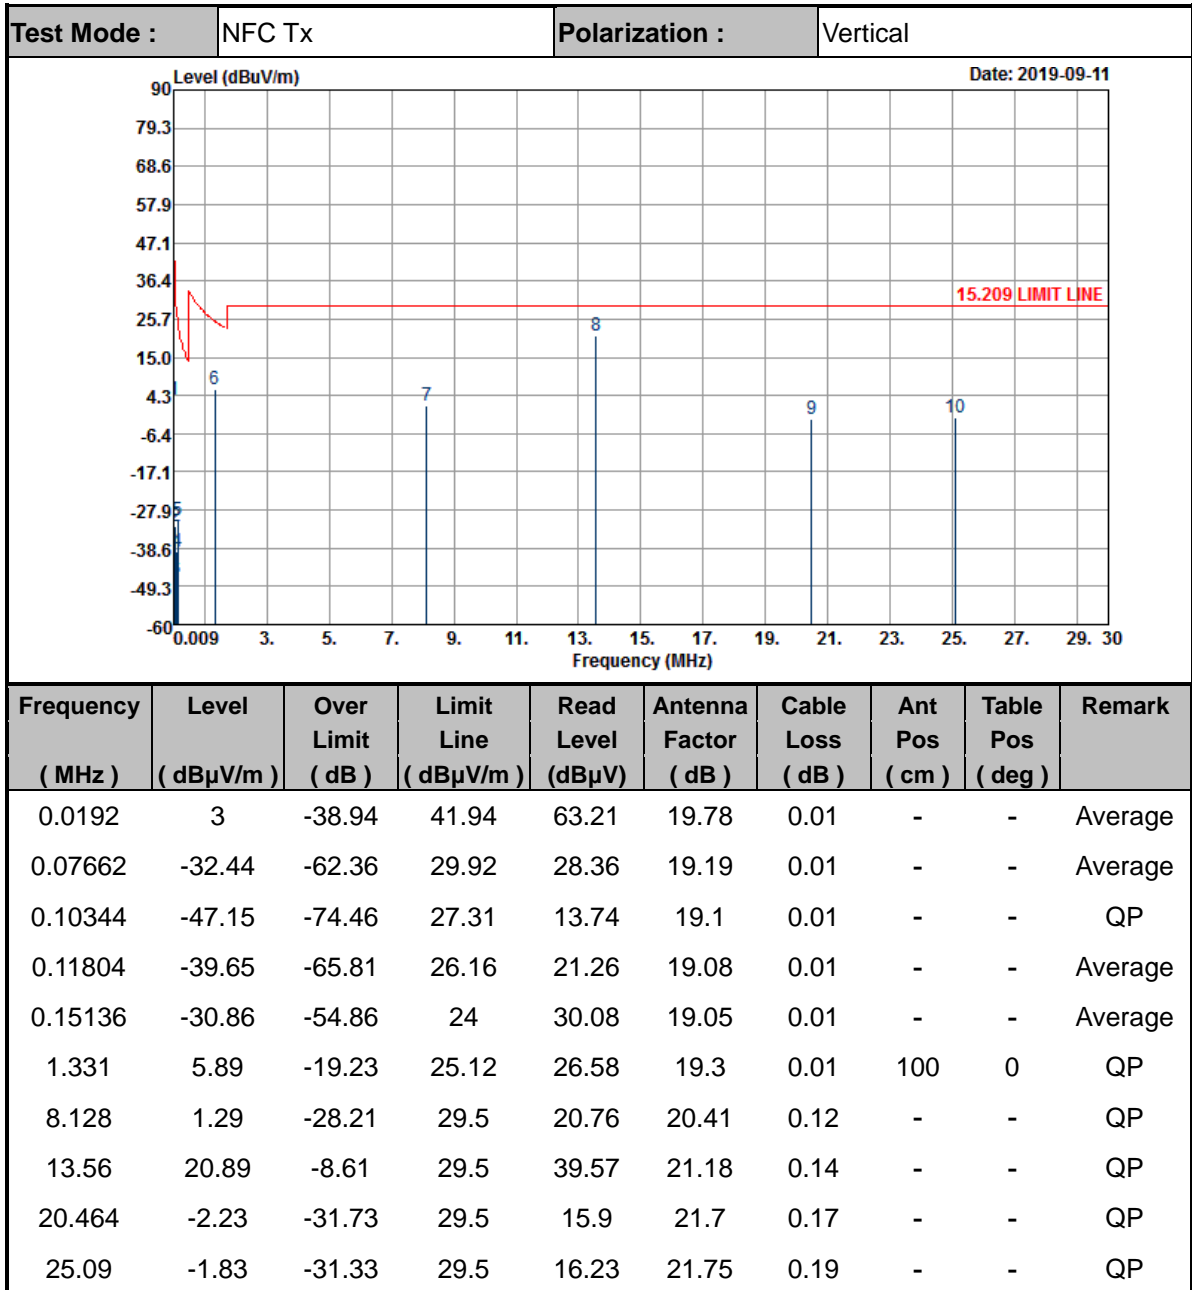 Test Mode : NFC Tx Polarization : Vertical
Level (dBuV/m) Date: 2019-09-11
90
79.3
68.6
57.9
47.1
36.4
15.209 LIMIT LINE
25.7
8
15.0
6
4.3
7
9
10
-6.4
-17.1
-27.9
5
-38.6
4
-49.3
-60
0.009 3. 5. 7. 9. 11. 13. 15. 17. 19. 21. 23. 25. 27. 29. 30
Frequency (MHz)
Frequency Level Over Limit Read Antenna Cable Ant Table Remark
Limit Line Level Factor Loss Pos Pos
( MHz ) ( dBµV/m ) ( dB ) ( dBµV/m ) (dBµV) ( dB ) ( dB ) ( cm ) ( deg )
0.0192 3 -38.94 41.94 63.21 19.78 0.01 - - Average
0.07662 -32.44 -62.36 29.92 28.36 19.19 0.01 - - Average
0.10344 -47.15 -74.46 27.31 13.74 19.1 0.01 - - QP
0.11804 -39.65 -65.81 26.16 21.26 19.08 0.01 - - Average
0.15136 -30.86 -54.86 24 30.08 19.05 0.01 - - Average
1.331 5.89 -19.23 25.12 26.58 19.3 0.01 100 0 QP
8.128 1.29 -28.21 29.5 20.76 20.41 0.12 - - QP
13.56 20.89 -8.61 29.5 39.57 21.18 0.14 - - QP
20.464 -2.23 -31.73 29.5 15.9 21.7 0.17 - - QP
25.09 -1.83 -31.33 29.5 16.23 21.75 0.19 - - QP